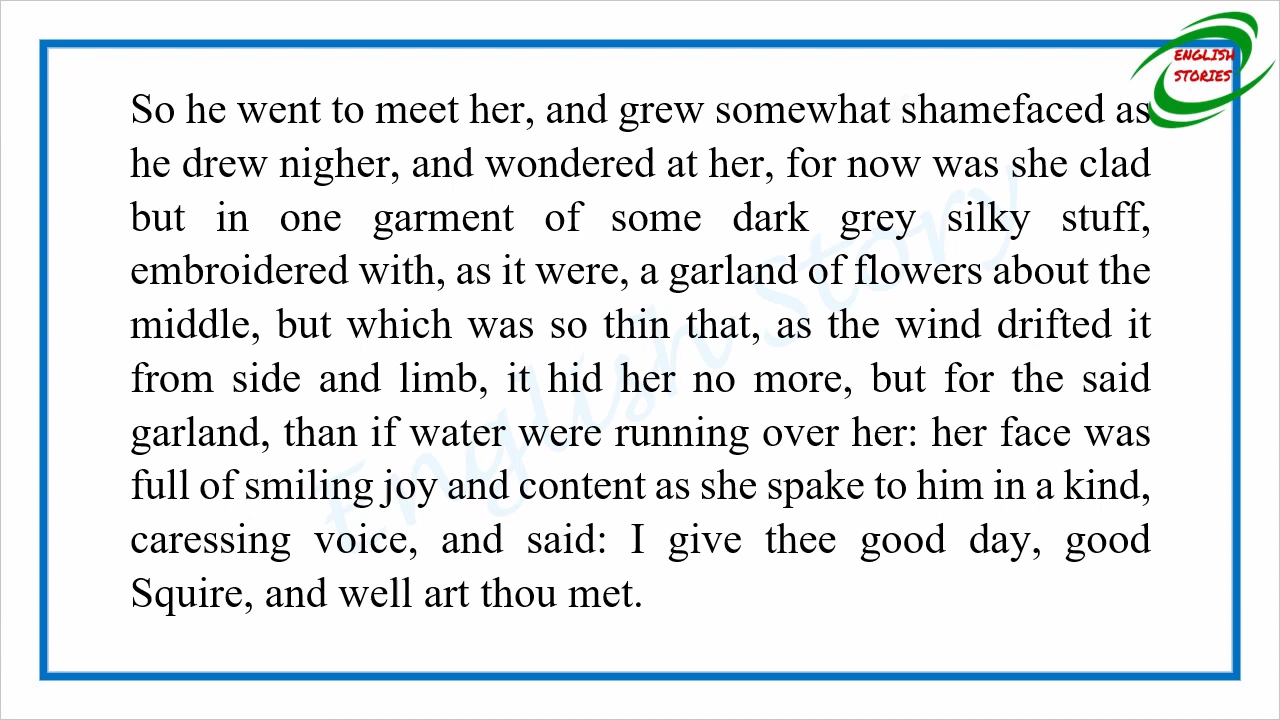 ENGLISH
STORIES
So he went to meet her, and grew somewhat shamefaced as
he drew nigher, and wondered at her, for now was she clad
but in one garment of some dark grey silky stuff,
embroidered with, as it were, a garland of flowers about the
middle, but which was so thin that, as the wind drifted it
from side and limb, it hid her no more, but for the said
garland, than if water were running over her: her face was
full of smiling joy and content as she spake to him in a kind,
caressing voice, and said: I give thee good day, good
Squire, and well art thou met.
English Story